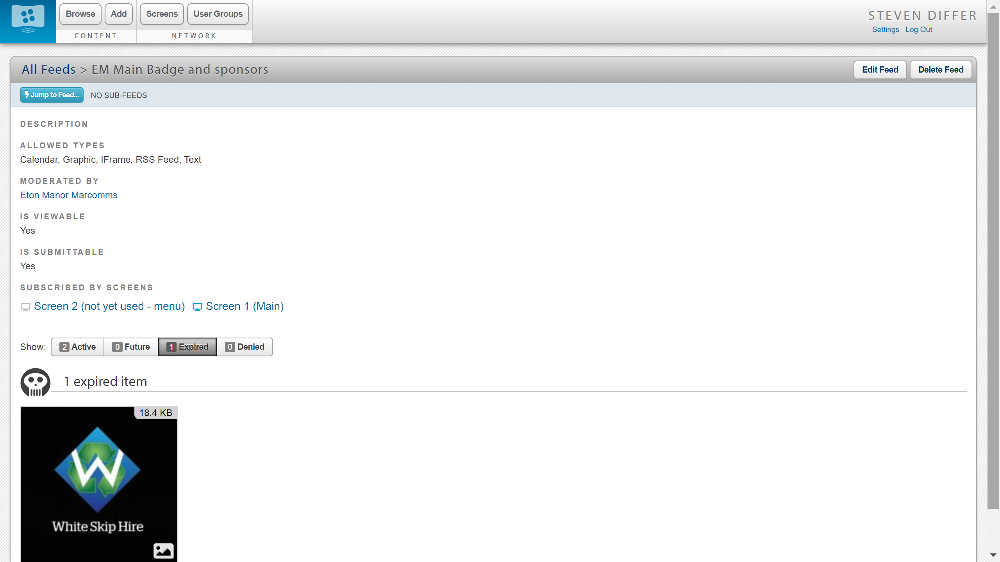 Browse Add Screens User Groups
CONTENT NETWORK
STEVEN DIFFER
Settings Log Out
All Feeds > EM Main Badge and sponsors
Edit Feed Delete Feed
Jump to Feed... NO SUB-FEEDS
DESCRIPTION
ALLOWED TYPES
Calendar, Graphic, IFrame, RSS Feed, Text
MODERATED BY
Eton Manor Marcomms
IS VIEWABLE
Yes
IS SUBMITTABLE
Yes
SUBSCRIBED BY SCREENS
Screen 2 (not yet used - menu) Screen 1 (Main)
Show: 2 Active 0 Future 1 Expired 0 Denied
1 expired item
18.4 KB
W
White Skip Hire